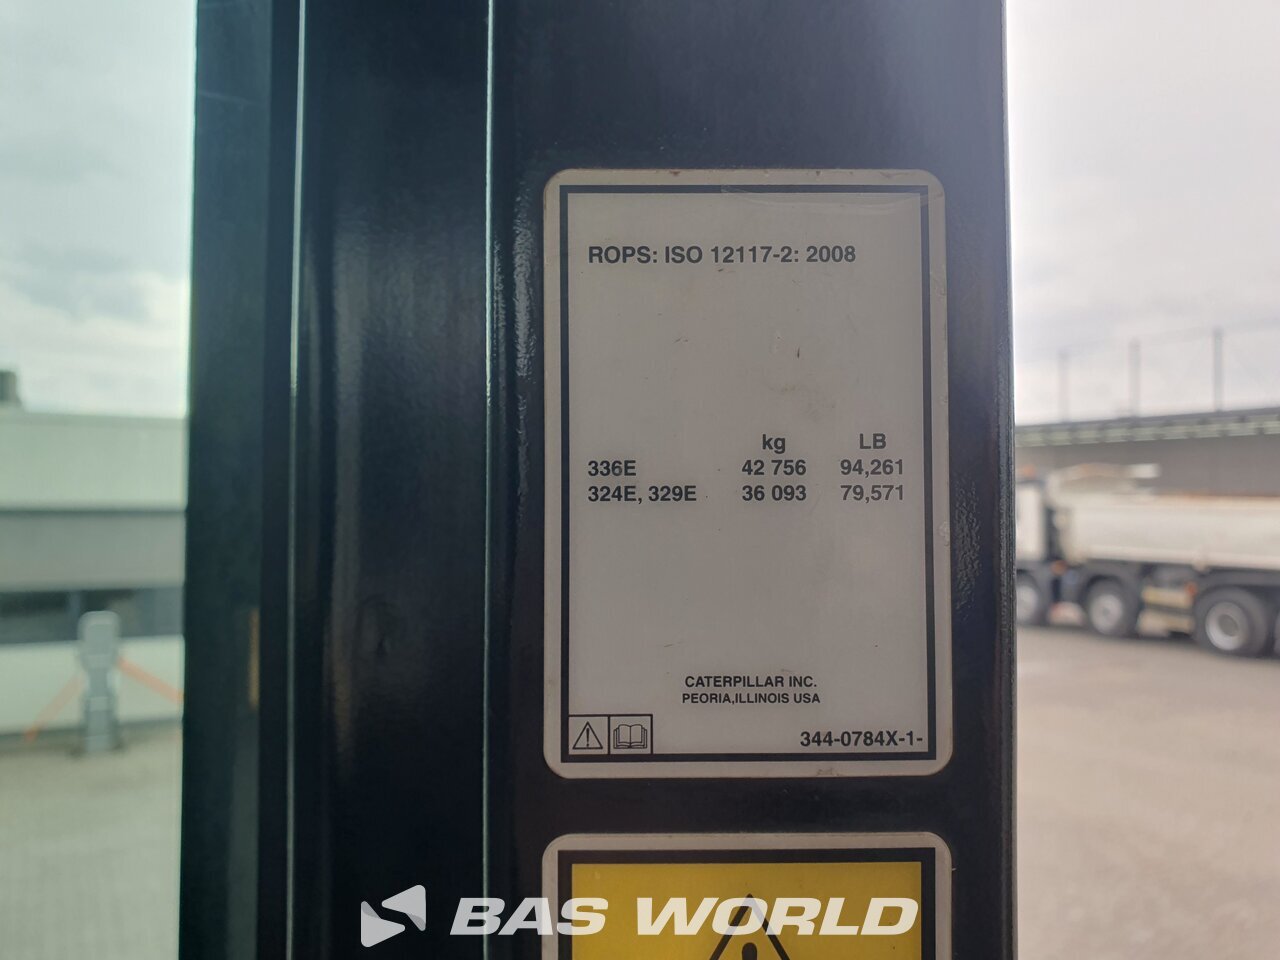 ROPS: ISO 12117-2: 2008
kg LB
336E 42 756 94,261
324E, 329E 36 093 79,571
CATERPILLAR INC.
PEORIA,ILLINOIS USA
344-0784X-1-
BAS WORLD